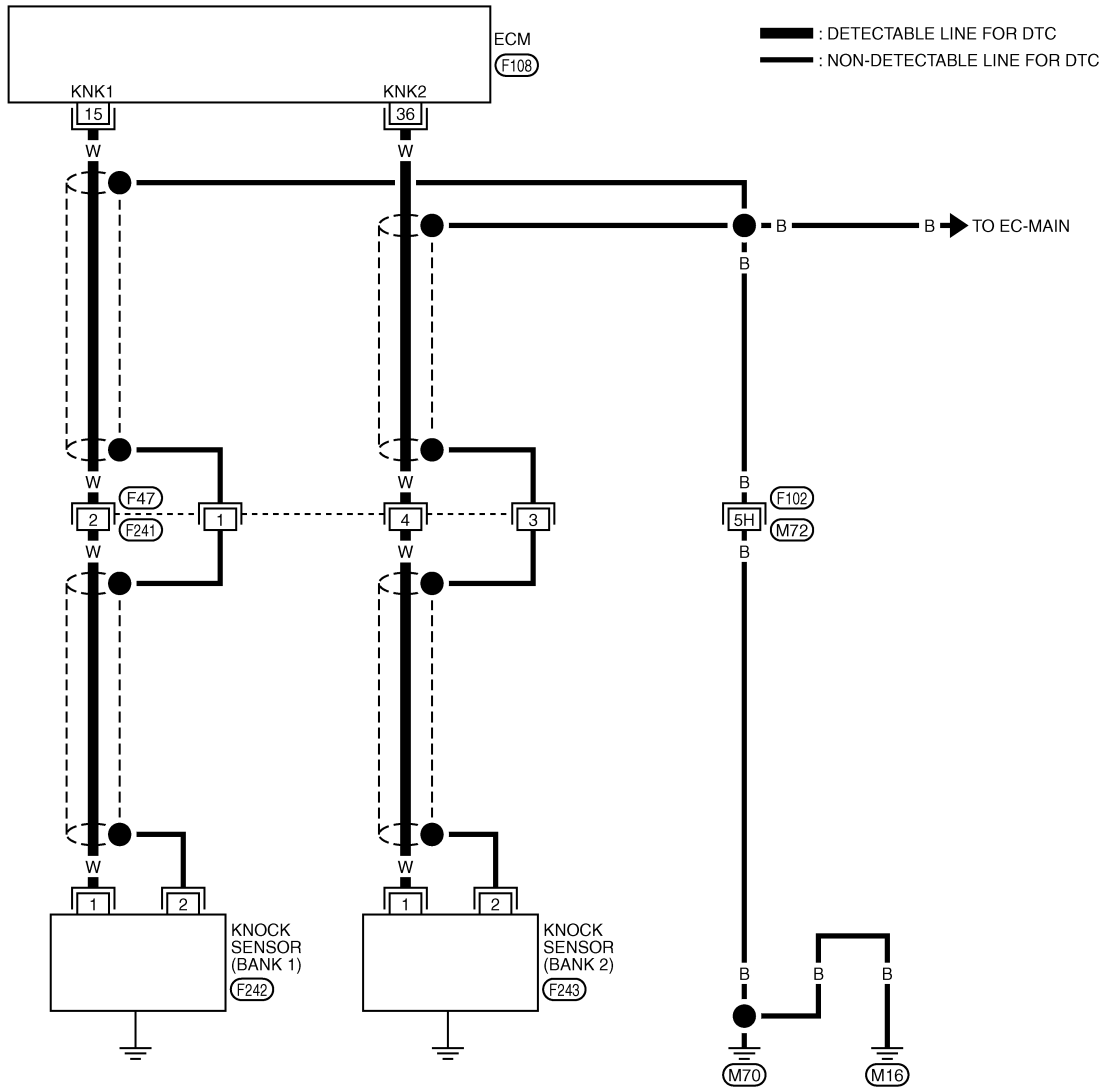 ECM
F108
: DETECTABLE LINE FOR DTC
: NON-DETECTABLE LINE FOR DTC
KNK1
KNK2
15
36
W
W
B
B
TO EC-MAIN
B
W
W
B
F47
F102
2
1
4
3
5H
F241
M72
W
W
B
W
W
1
2
1
2
KNOCK
SENSOR
(BANK 1)
F242
KNOCK
SENSOR
(BANK 2)
F243
B
B
B
M70
M16